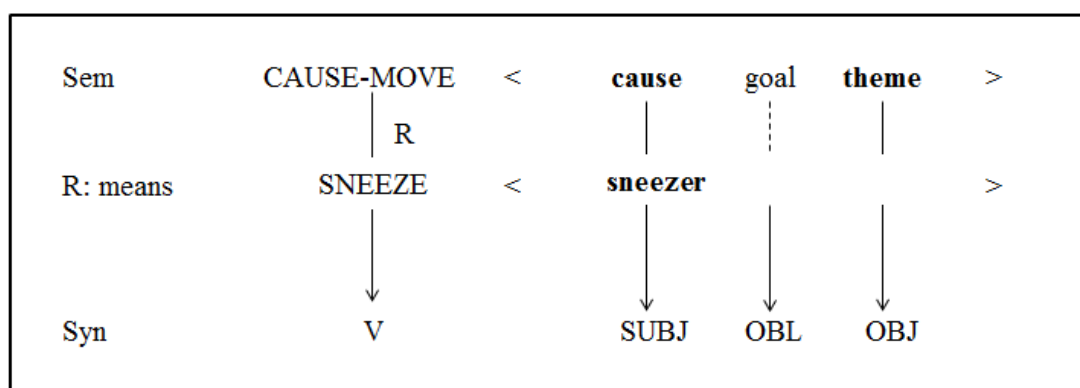 Sem CAUSE-MOVE < cause goal theme >
R
R: means SNEEZE < sneezer >
Syn V SUBJ OBL OBJ